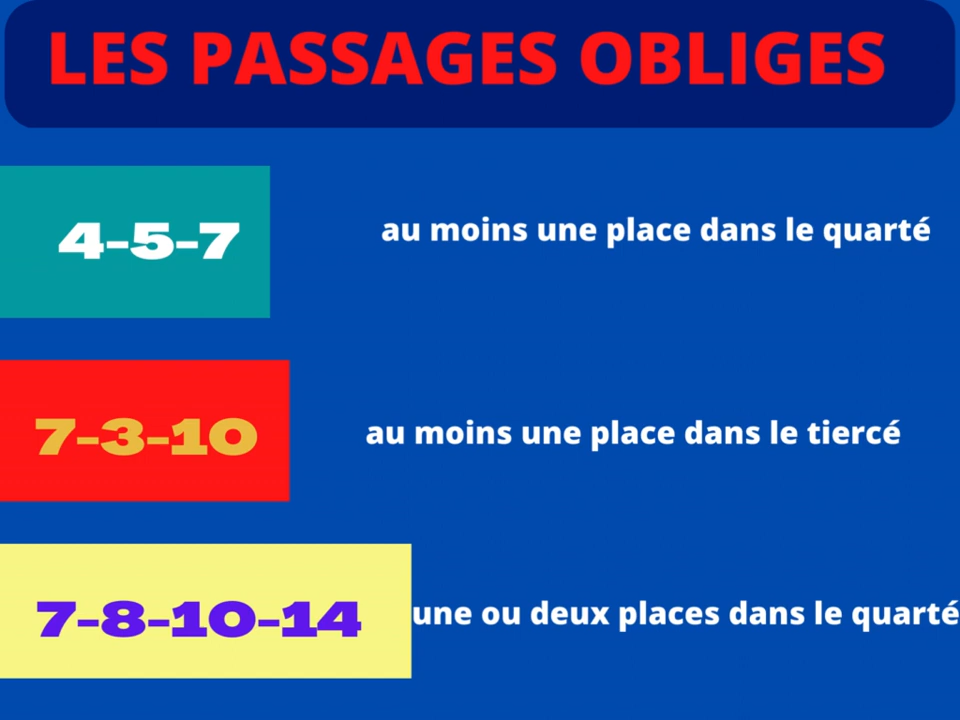 LES PASSAGES OBLIGES
4-5-7
au moins une place dans le quarté
7-3-10
au moins une place dans le tiercé
7-8-10-14
une ou deux places dans le quarté